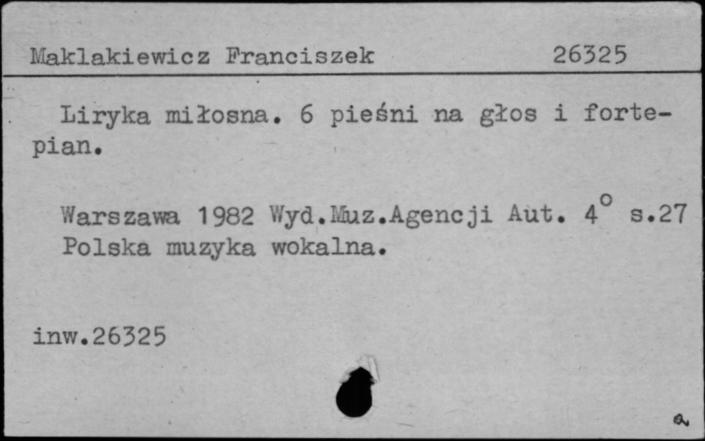 Maklakiewicz Franciszek 26325
Liryka miłosna. 6 pieśni na głos i forte-
pian.
Warszawa 1982 Wyd.Muz.Agencji Aut. 4° s.27
Polska muzyka wokalna.
inw.26325
a